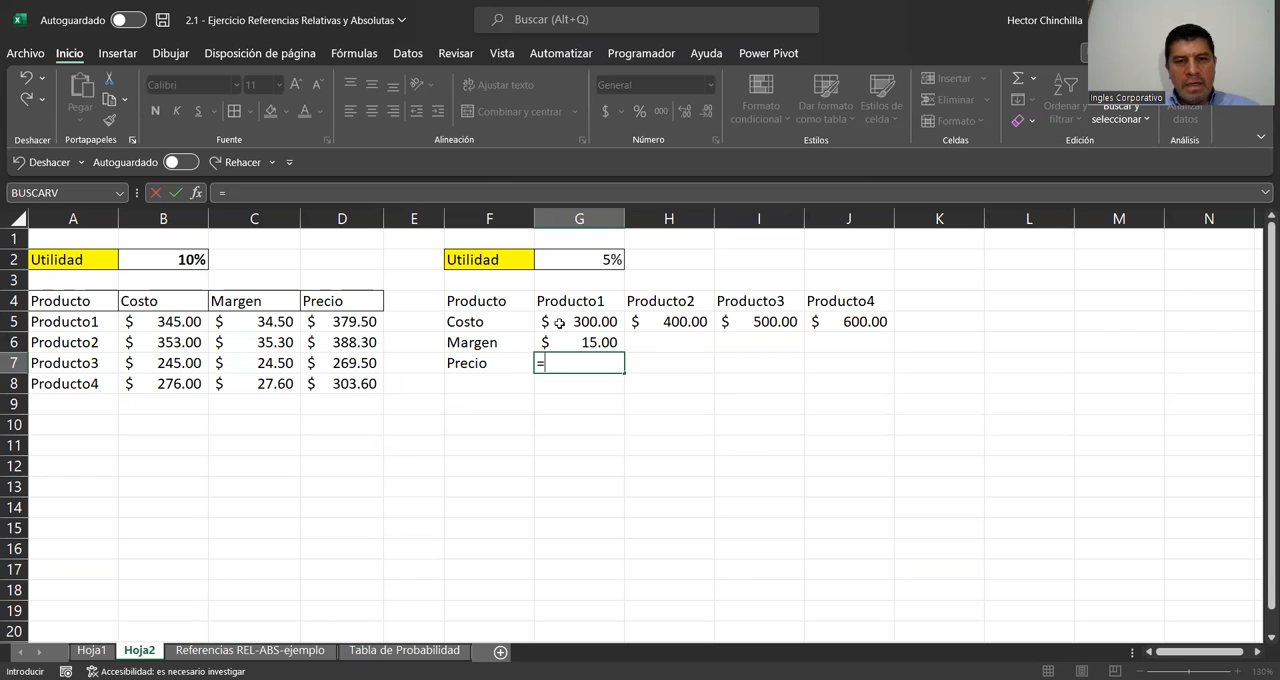 Autoguardado
2.1 - Ejercicio Referencias Relativas y Absolutas
Buscar (Alt+Q)
Hector Chinchilla
Archivo Inicio Insertar Dibujar Disposición de página Fórmulas Datos Revisar Vista Automatizar Programador Ayuda Power Pivot
Pegar
Calibri 11
N K S
Ajustar texto
Combinar y centrar
General
$ % 000
Formato condicional
Dar formato como tabla
Estilos de celda
Insertar
Eliminar
Formato
Ordenar y filtrar
Buscar y seleccionar
Analizar datos
Ingles Corporativo
Deshacer Portapapeles Fuente Alineación Número Estilos Celdas Edición Análisis
Deshacer Autoguardado Rehacer
BUSCARV fx =
A B C D E F G H I J K L M N
1
2 Utilidad 10% Utilidad 5%
3
4 Producto Costo Margen Precio Producto Producto1 Producto2 Producto3 Producto4
5 Producto1 $ 345.00 $ 34.50 $ 379.50 Costo $ 300.00 $ 400.00 $ 500.00 $ 600.00
6 Producto2 $ 353.00 $ 35.30 $ 388.30 Margen $ 15.00
7 Producto3 $ 245.00 $ 24.50 $ 269.50 Precio =
8 Producto4 $ 276.00 $ 27.60 $ 303.60
9
10
11
12
13
14
15
16
17
18
19
20
Hoja1 Hoja2 Referencias REL-ABS-ejemplo Tabla de Probabilidad
Introducir Accesibilidad: es necesario investigar 130%